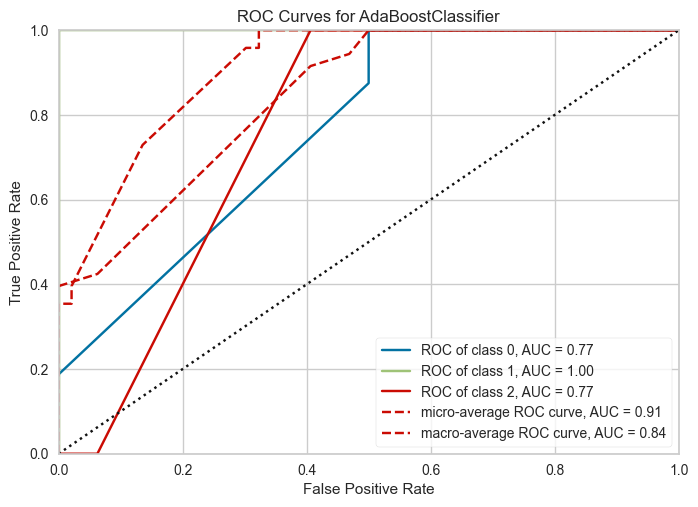 ROC Curves for AdaBoostClassifier
1.0
0.8
0.6
0.4
0.2
0.0
True Positive Rate
ROC of class 0, AUC = 0.77
ROC of class 1, AUC = 1.00
ROC of class 2, AUC = 0.77
micro-average ROC curve, AUC = 0.91
macro-average ROC curve, AUC = 0.84
0.0 0.2 0.4 0.6 0.8 1.0
False Positive Rate